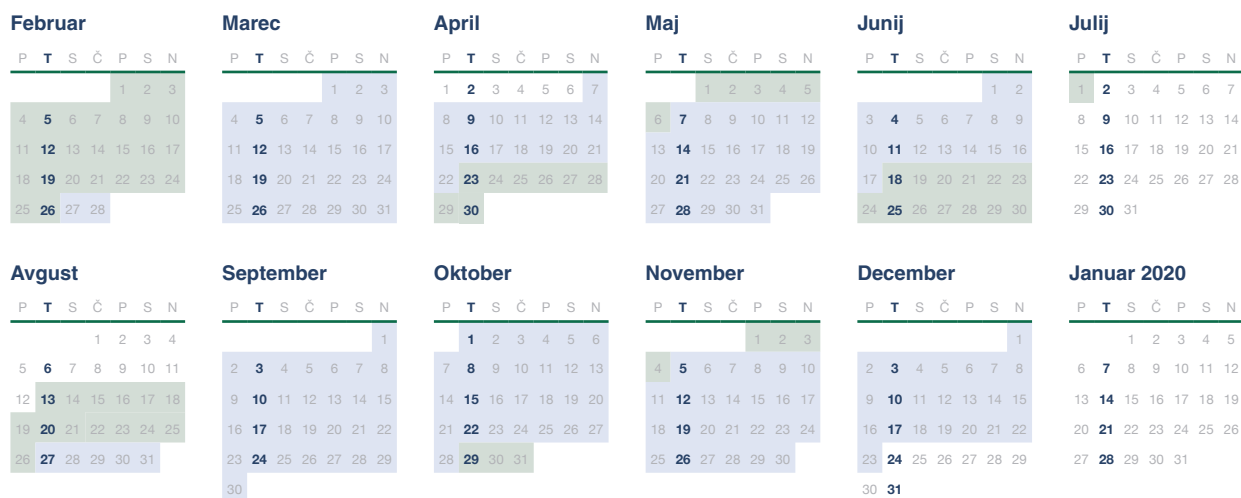 Februar Marec April Maj Junij Julij
P T S Č P S N P T S Č P S N P T S Č P S N P T S Č P S N P T S Č P S N P T S Č P S N
1 2 3 1 2 3 1 2 3 4 5 6 7 1 2 3 4 5 1 2 1 2 3 4 5 6 7
4 5 6 7 8 9 10 4 5 6 7 8 9 10 8 9 10 11 12 13 14 6 7 8 9 10 11 12 3 4 5 6 7 8 9 8 9 10 11 12 13 14
11 12 13 14 15 16 17 11 12 13 14 15 16 17 15 16 17 18 19 20 21 13 14 15 16 17 18 19 10 11 12 13 14 15 16 15 16 17 18 19 20 21
18 19 20 21 22 23 24 18 19 20 21 22 23 24 22 23 24 25 26 27 28 20 21 22 23 24 25 26 17 18 19 20 21 22 23 22 23 24 25 26 27 28
25 26 27 28 25 26 27 28 29 30 31 29 30 27 28 29 30 31 24 25 26 27 28 29 30 29 30 31
Avgust September Oktober November December Januar 2020
P T S Č P S N P T S Č P S N P T S Č P S N P T S Č P S N P T S Č P S N P T S Č P S N
1 2 3 4 1 1 2 3 4 5 6 1 2 3 1 1 2 3 4 5
5 6 7 8 9 10 11 2 3 4 5 6 7 8 7 8 9 10 11 12 13 4 5 6 7 8 9 10 2 3 4 5 6 7 8 6 7 8 9 10 11 12
12 13 14 15 16 17 18 9 10 11 12 13 14 15 14 15 16 17 18 19 20 11 12 13 14 15 16 17 9 10 11 12 13 14 15 13 14 15 16 17 18 19
19 20 21 22 23 24 25 16 17 18 19 20 21 22 21 22 23 24 25 26 27 18 19 20 21 22 23 24 16 17 18 19 20 21 22 20 21 22 23 24 25 26
26 27 28 29 30 31 23 24 25 26 27 28 29 28 29 30 31 25 26 27 28 29 30 23 24 25 26 27 28 29 27 28 29 30 31
30 30 31